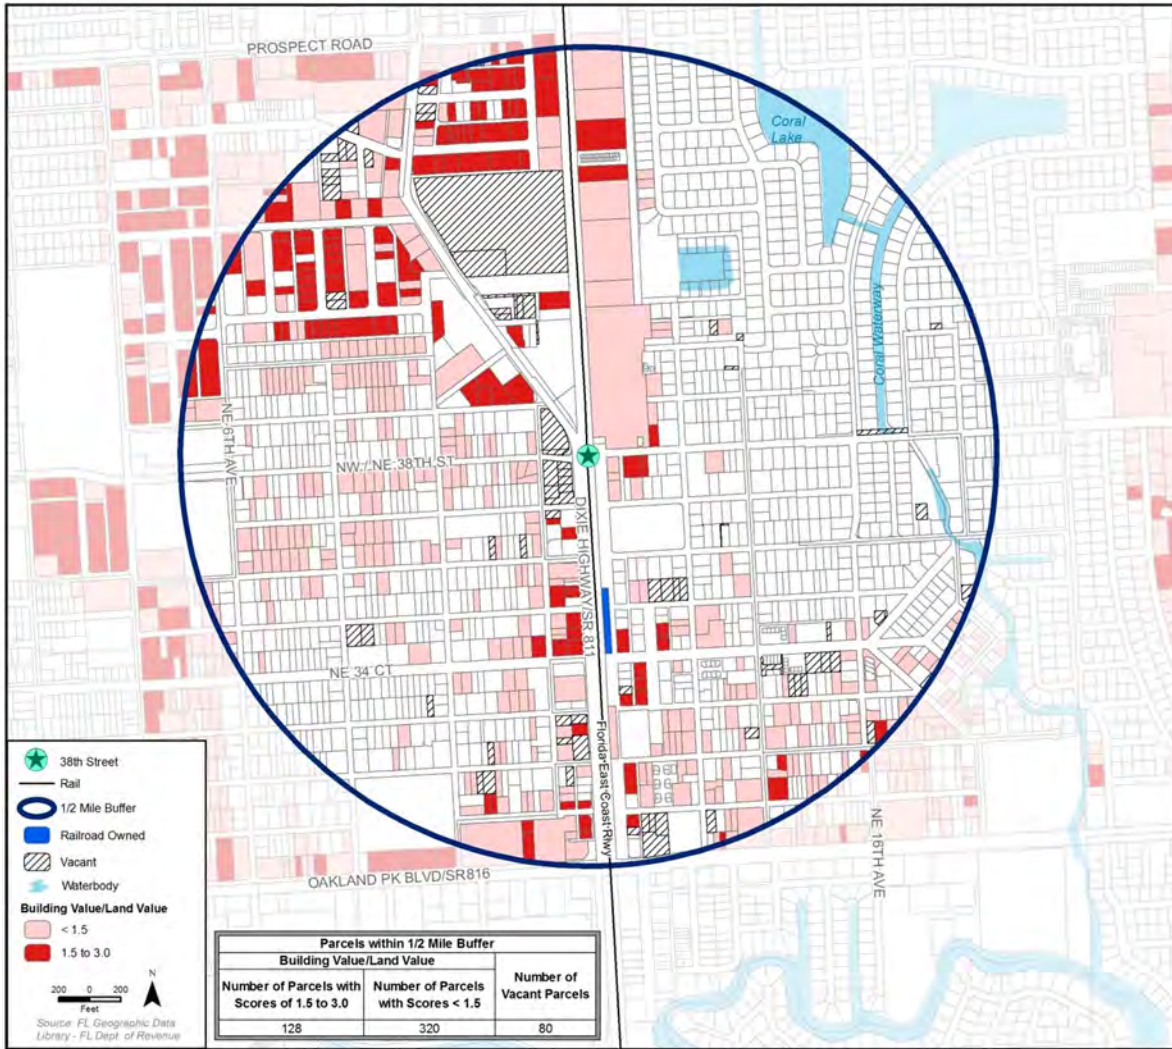 PROSPECT ROAD
Coral
Lake
Coral Waterway
NE 6TH AVE
NW / NE 38TH ST
DIXIE HIGHWAY/SR 811
NE 34 CT
Florida East Coast Rlwy
NE 16TH AVE
OAKLAND PK BLVD/SR816
38th Street
Rail
1/2 Mile Buffer
Railroad Owned
Vacant
Waterbody
Building Value/Land Value
< 1.5
1.5 to 3.0
N
200 0 200
Feet
Source: FL Geographic Data
Library - FL Dept. of Revenue
Parcels within 1/2 Mile Buffer
Building Value/Land Value
Number of Parcels with
Scores of 1.5 to 3.0
Number of Parcels
with Scores < 1.5
Number of
Vacant Parcels
128 320 80